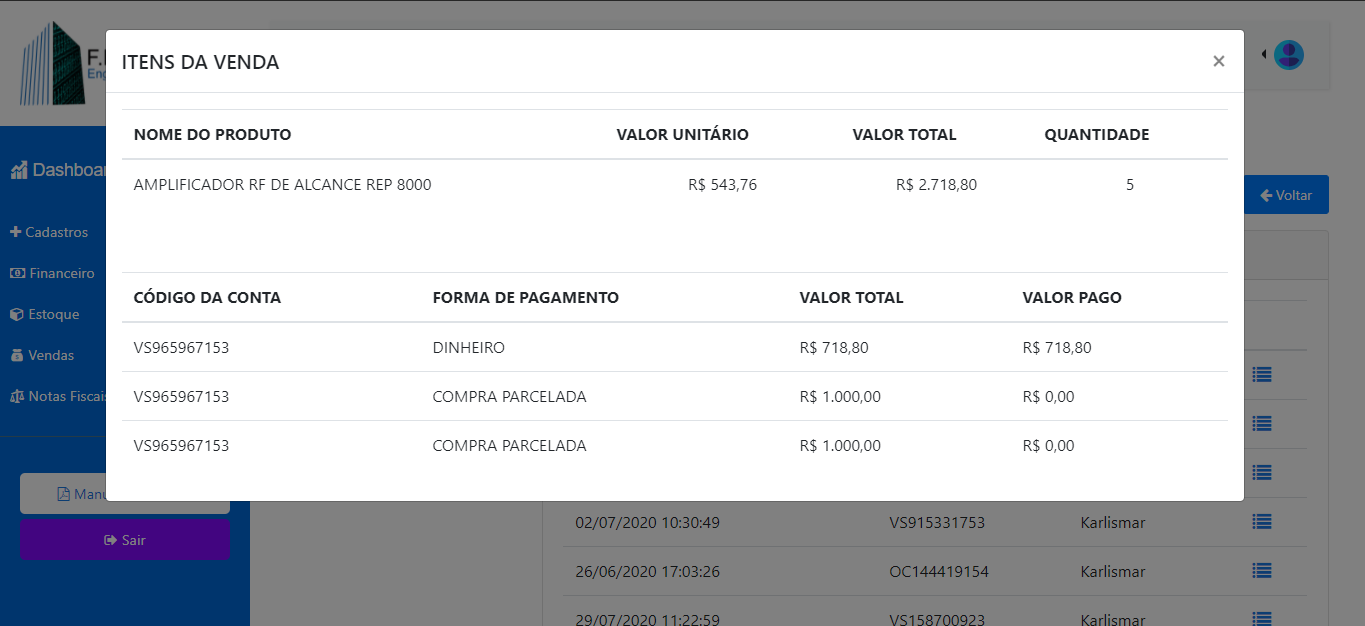 ITENS DA VENDA ×
NOME DO PRODUTO VALOR UNITÁRIO VALOR TOTAL QUANTIDADE
AMPLIFICADOR RF DE ALCANCE REP 8000 R$ 543,76 R$ 2.718,80 5
CÓDIGO DA CONTA FORMA DE PAGAMENTO VALOR TOTAL VALOR PAGO
VS965967153 DINHEIRO R$ 718,80 R$ 718,80
VS965967153 COMPRA PARCELADA R$ 1.000,00 R$ 0,00
VS965967153 COMPRA PARCELADA R$ 1.000,00 R$ 0,00
F.
Eng
Dashboar
Cadastros
Financeiro
Estoque
Vendas
Notas Fiscais
Manu
Sair
Voltar
02/07/2020 10:30:49 VS915331753 Karlismar
26/06/2020 17:03:26 OC144419154 Karlismar
29/07/2020 11:22:59 VS158700923 Karlismar